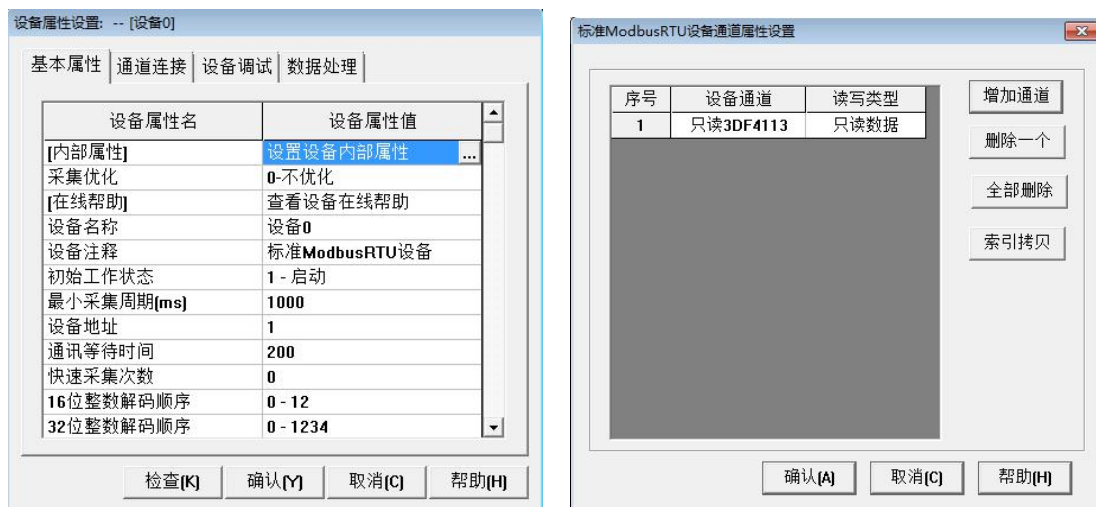 设备属性设置: -- [设备0]
基本属性 通道连接 设备调试 数据处理
设备属性名 设备属性值
[内部属性] 设置设备内部属性 ...
采集优化 0-不优化
[在线帮助] 查看设备在线帮助
设备名称 设备0
设备注释 标准ModbusRTU设备
初始工作状态 1 - 启动
最小采集周期(ms) 1000
设备地址 1
通讯等待时间 200
快速采集次数 0
16位整数解码顺序 0 - 12
32位整数解码顺序 0 - 1234
检查(K) 确认(Y) 取消(C) 帮助(H)
标准ModbusRTU设备通道属性设置
序号 设备通道 读写类型
1 只读3DF4113 只读数据
增加通道
删除一个
全部删除
索引拷贝
确认(A) 取消(C) 帮助(H)